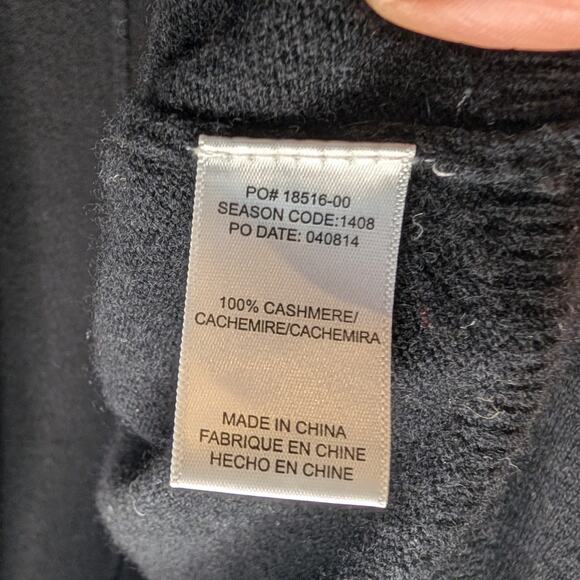 PO# 18516-00
SEASON CODE:1408
PO DATE: 040814
100% CASHMERE/
CACHEMIRE/CACHEMIRA
MADE IN CHINA
FABRIQUE EN CHINE
HECHO EN CHINE